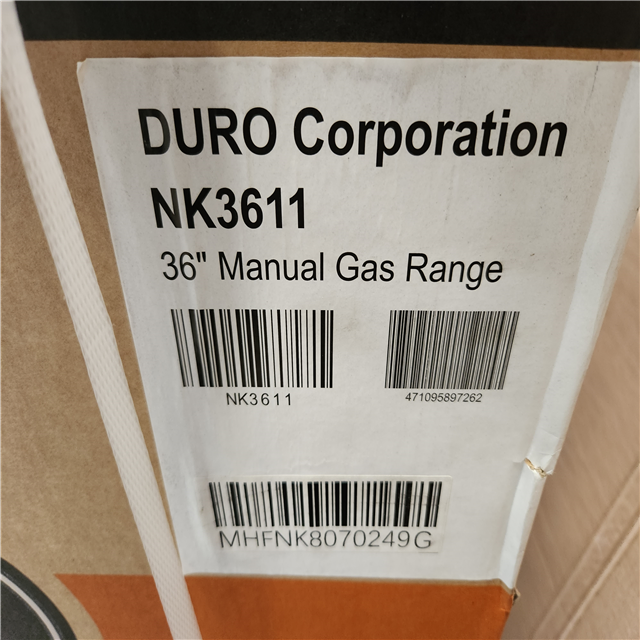 DURO Corporation
NK3611
36" Manual Gas Range
NK3611
471095897262
MHFNK8070249G